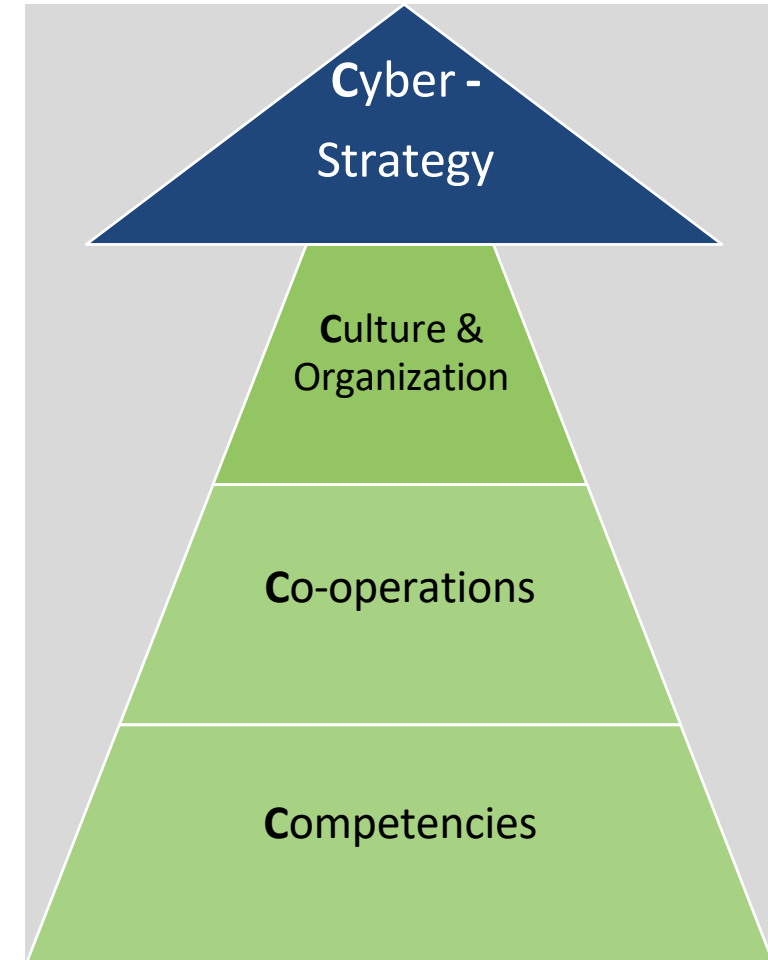 Cyber -
Strategy
Culture &
Organization
Co-operations
Competencies